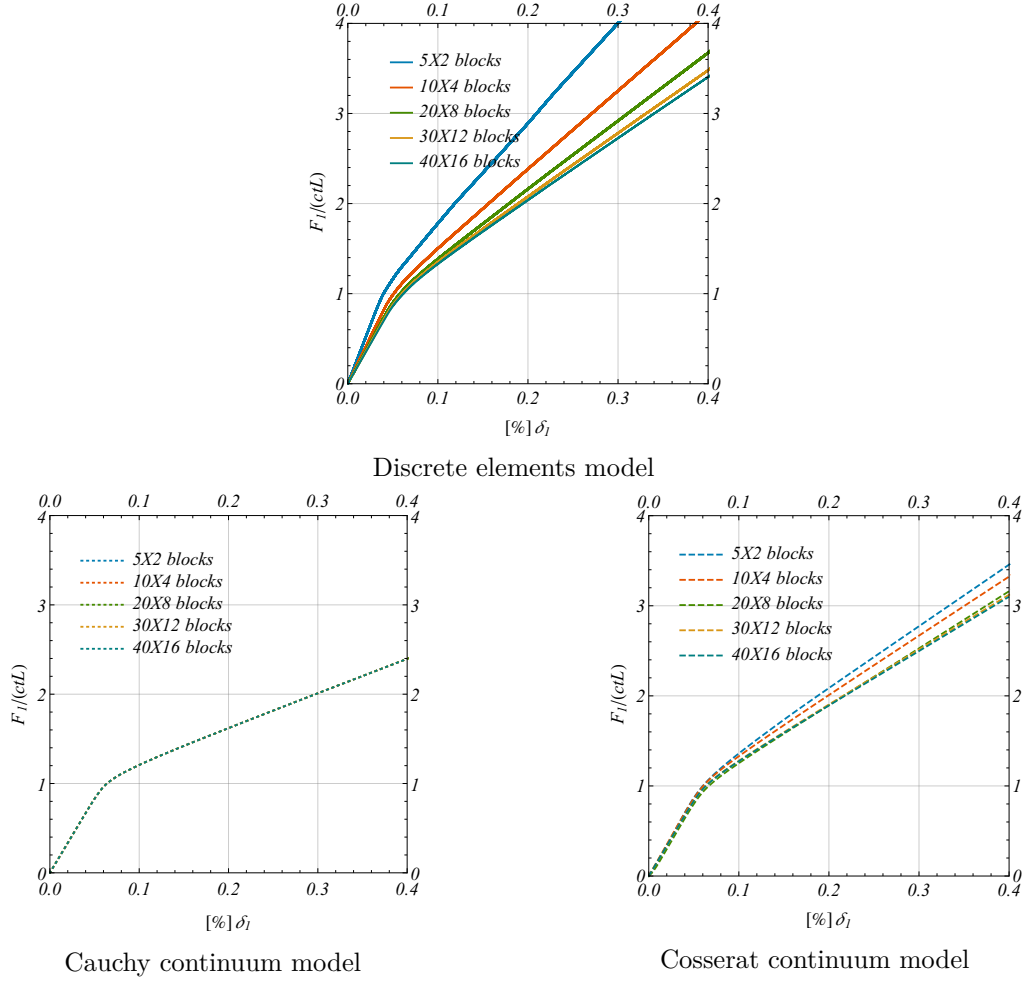 0.0 0.1 0.2 0.3 0.4
4 4
5X2 blocks
10X4 blocks
20X8 blocks
3 3
30X12 blocks
40X16 blocks
F1/(ctL)
2 2
1 1
0 0
0.0 0.1 0.2 0.3 0.4
[%] δ1
Discrete elements model
0.0 0.1 0.2 0.3 0.4
4 4
5X2 blocks
10X4 blocks
3 3
20X8 blocks
30X12 blocks
40X16 blocks
F1/(ctL)
2 2
1 1
0 0
0.0 0.1 0.2 0.3 0.4
[%] δ1
Cauchy continuum model
0.0 0.1 0.2 0.3 0.4
4 4
5X2 blocks
10X4 blocks
3 3
20X8 blocks
30X12 blocks
40X16 blocks
F1/(ctL)
2 2
1 1
0 0
0.0 0.1 0.2 0.3 0.4
[%] δ1
Cosserat continuum model